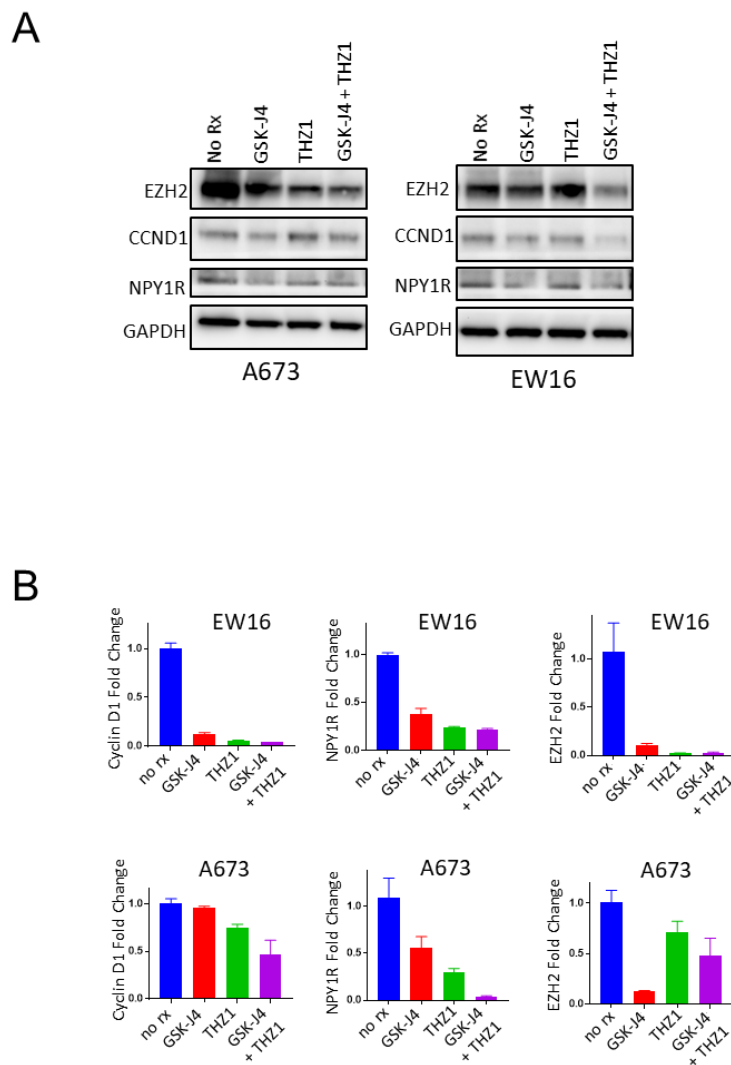 A
No Rx
GSK-J4
THZ1
GSK-J4 + THZ1
EZH2
CCND1
NPY1R
GAPDH
A673
No Rx
GSK-J4
THZ1
GSK-J4 + THZ1
EZH2
CCND1
NPY1R
GAPDH
EW16
B
EW16
Cyclin D1 Fold Change
1.0
0.5
0.0
no rx
GSK-J4
THZ1
GSK-J4
+ THZ1
EW16
NPY1R Fold Change
1.0
0.5
0.0
no rx
GSK-J4
THZ1
GSK-J4
+ THZ1
EW16
EZH2 Fold Change
1.0
0.5
0.0
no rx
GSK-J4
THZ1
GSK-J4
+ THZ1
A673
Cyclin D1 Fold Change
1.0
0.5
0.0
no rx
GSK-J4
THZ1
GSK-J4
+ THZ1
A673
NPY1R Fold Change
1.0
0.5
0.0
no rx
GSK-J4
THZ1
GSK-J4
+ THZ1
A673
EZH2 Fold Change
1.0
0.5
0.0
no rx
GSK-J4
THZ1
GSK-J4
+ THZ1